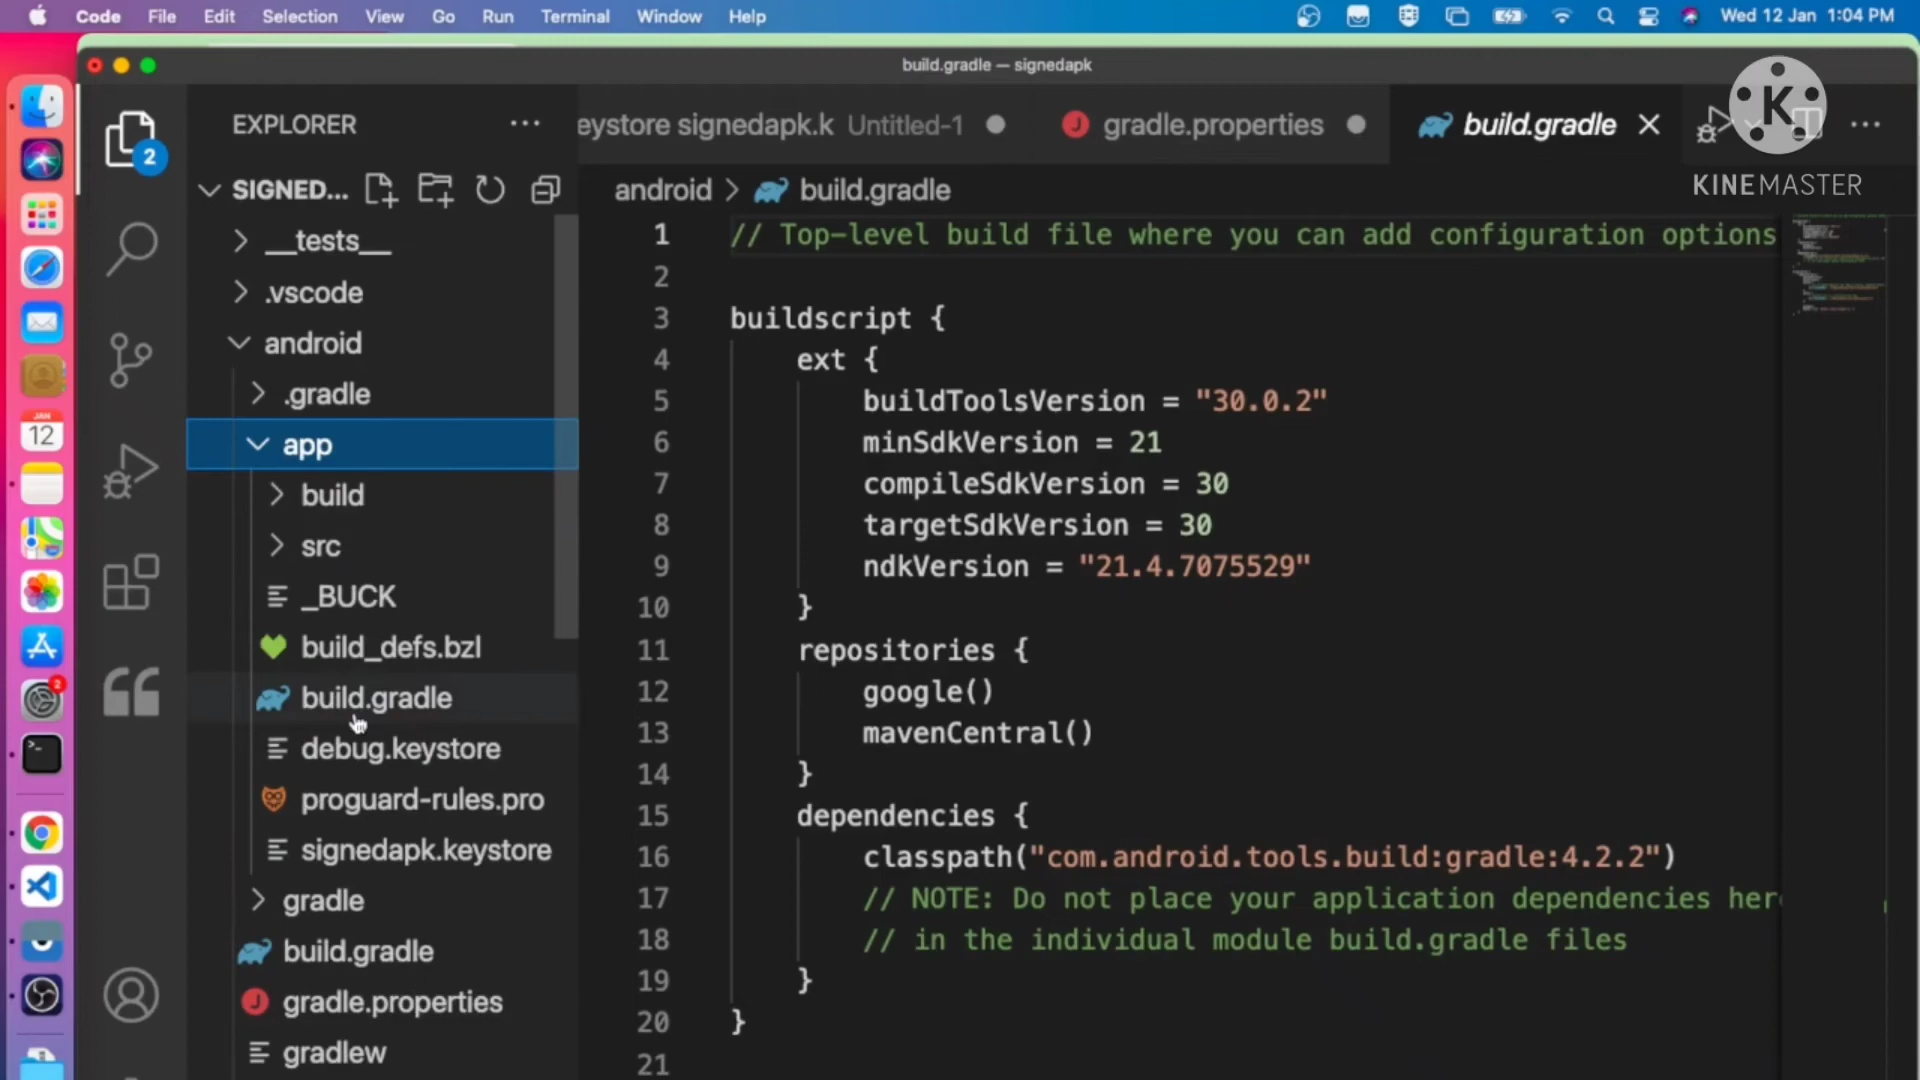 Code File Edit Selection View Go Run Terminal Window Help Wed 12 Jan 1:04 PM
build.gradle — signedapk
EXPLORER
eystore signedapk.k Untitled-1
gradle.properties
build.gradle
K
KINEMASTER
2
SIGNED...
android > build.gradle
__tests__
.vscode
android
.gradle
app
build
src
_BUCK
build_defs.bzl
build.gradle
debug.keystore
proguard-rules.pro
signedapk.keystore
gradle
build.gradle
gradle.properties
gradlew
1 // Top-level build file where you can add configuration options
2
3 buildscript {
4 ext {
5 buildToolsVersion = "30.0.2"
6 minSdkVersion = 21
7 compileSdkVersion = 30
8 targetSdkVersion = 30
9 ndkVersion = "21.4.7075529"
10 }
11 repositories {
12 google()
13 mavenCentral()
14 }
15 dependencies {
16 classpath("com.android.tools.build:gradle:4.2.2")
17 // NOTE: Do not place your application dependencies her
18 // in the individual module build.gradle files
19 }
20 }
21
JAN
12
2